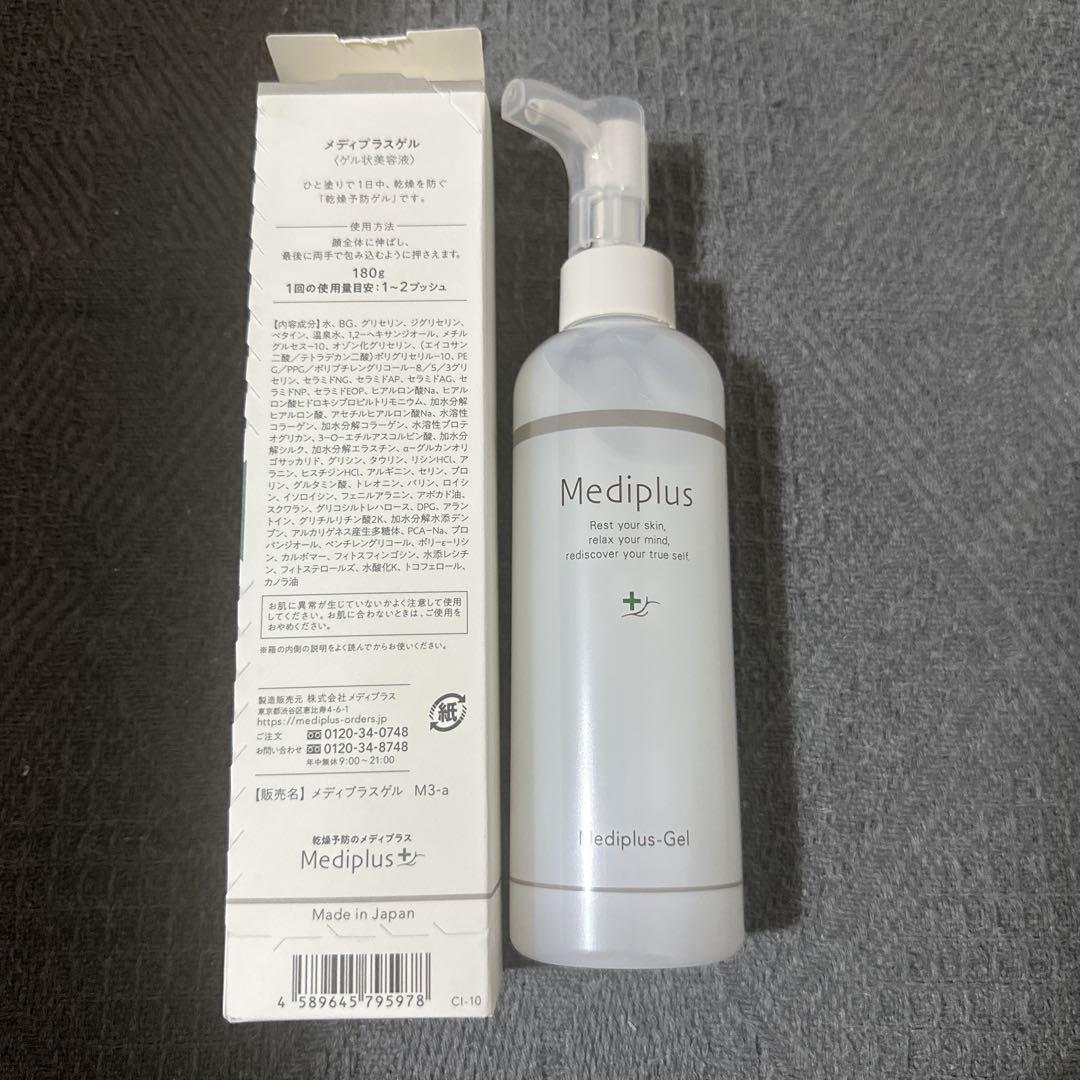 メディプラスゲル
〈ゲル状美容液〉
ひと塗りで1日中、乾燥を防ぐ
「乾燥予防ゲル」です。
使用方法
顔全体に伸ばし、
最後に両手で包み込むように押さえます。
180g
1回の使用量目安：1〜2プッシュ
【内容成分】水、BG、グリセリン、ジグリセリン、
ベタイン、温泉水、1,2-ヘキサンジオール、メチル
グルセス-10、オゾン化グリセリン、(エイコサン
二酸／テトラデカン二酸)ポリグリセリル-10、PE
G／PPG／ポリブチレングリコール-8／5／3グリ
セリン、セラミドNG、セラミドAP、セラミドAG、セラ
ミドNP、セラミドEOP、ヒアルロン酸Na、ヒアル
ロン酸ヒドロキシプロピルトリモニウム、加水分解
ヒアルロン酸、アセチルヒアルロン酸Na、水溶性
コラーゲン、加水分解コラーゲン、水溶性プロテ
オグリカン、3-O-エチルアスコルビン酸、加水分
解シルク、加水分解エラスチン、α-グルカンオリ
ゴサッカリド、グリシン、タウリン、リシンHCl、ア
ラニン、ヒスチジンHCl、アルギニン、セリン、プロ
リン、グルタミン酸、トレオニン、バリン、ロイシ
ン、イソロイシン、フェニルアラニン、アボカド油、
スクワラン、グリコシルトレハロース、DPG、アラン
トイン、グリチルリチン酸2K、加水分解水添デン
プン、アルカリゲネス産生多糖体、PCA-Na、プロ
パンジオール、ペンチレングリコール、ポリ-ε-リシ
ン、カルボマー、フィトスフィンゴシン、水添レシチ
ン、フィトステロールズ、水酸化K、トコフェロール、
カノラ油
お肌に異常が生じていないかよく注意して使用
してください。お肌に合わないときは、ご使用を
おやめください。
※箱の内側の説明をよく読んでからお使いください。
製造販売元 株式会社メディプラス
東京都渋谷区恵比寿4-6-1
https://mediplus-orders.jp
ご注文 0120-34-0748
お問い合わせ 0120-34-8748
年中無休9:00〜21:00
紙
【販売名】メディプラスゲル M3-a
乾燥予防のメディプラス
Mediplus
Made in Japan
4 589645 795978
CI-10
Mediplus
Rest your skin,
relax your mind,
rediscover your true self.
Mediplus-Gel